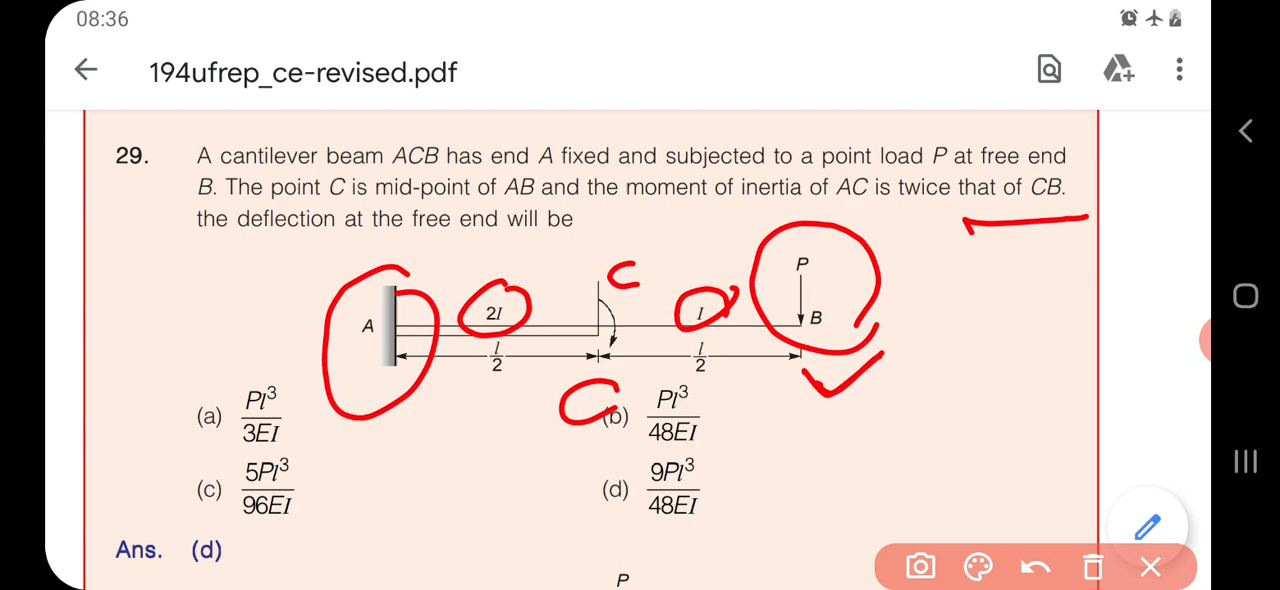 08:36
194ufrep_ce-revised.pdf
29. A cantilever beam ACB has end A fixed and subjected to a point load P at free end
B. The point C is mid-point of AB and the moment of inertia of AC is twice that of CB.
the deflection at the free end will be
C
P
A 2I I B
l/2 l/2
C
(a) Pl³/3EI (b) Pl³/48EI
(c) 5Pl³/96EI (d) 9Pl³/48EI
Ans. (d)
P